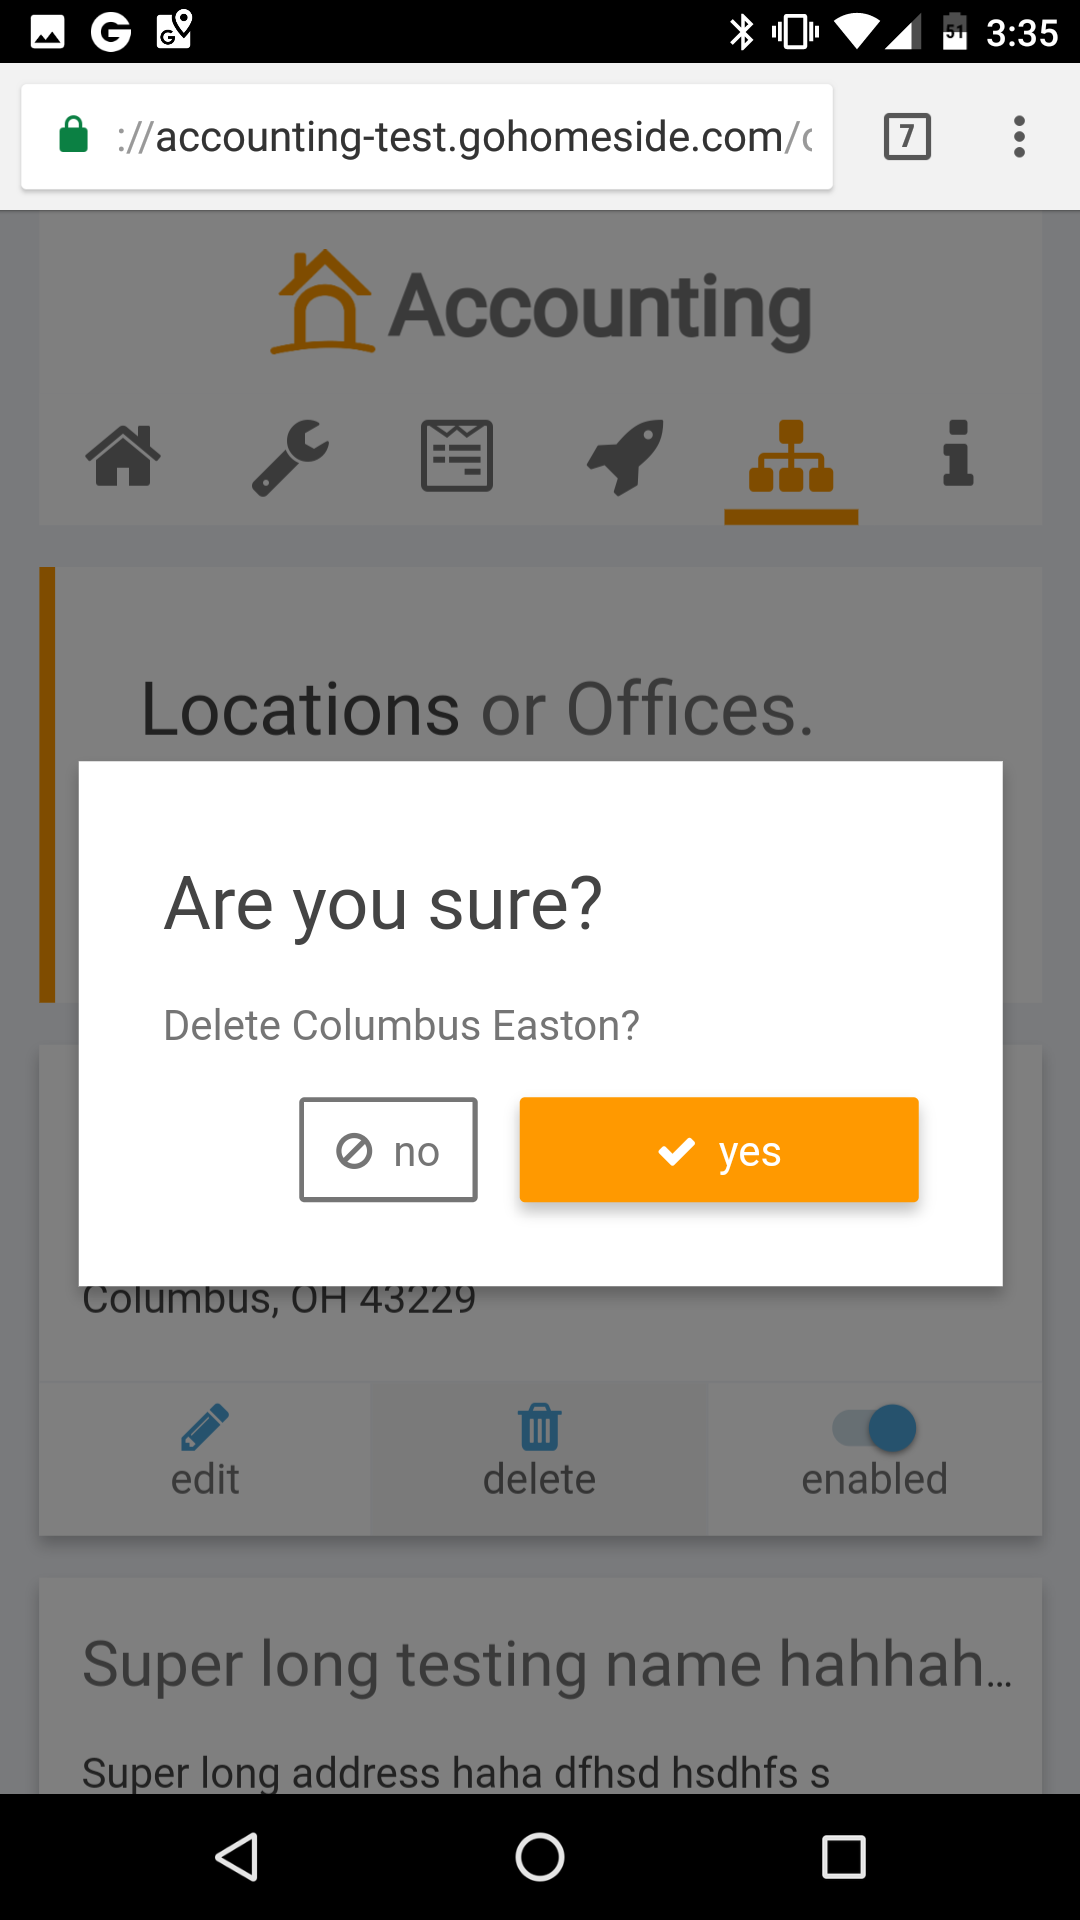 51 3:35
://accounting-test.gohomeside.com/
7
Accounting
Locations or Offices.
Are you sure?
Delete Columbus Easton?
no
yes
Columbus, OH 43229
edit
delete
enabled
Super long testing name hahhah...
Super long address haha dfhsd hsdhfs s